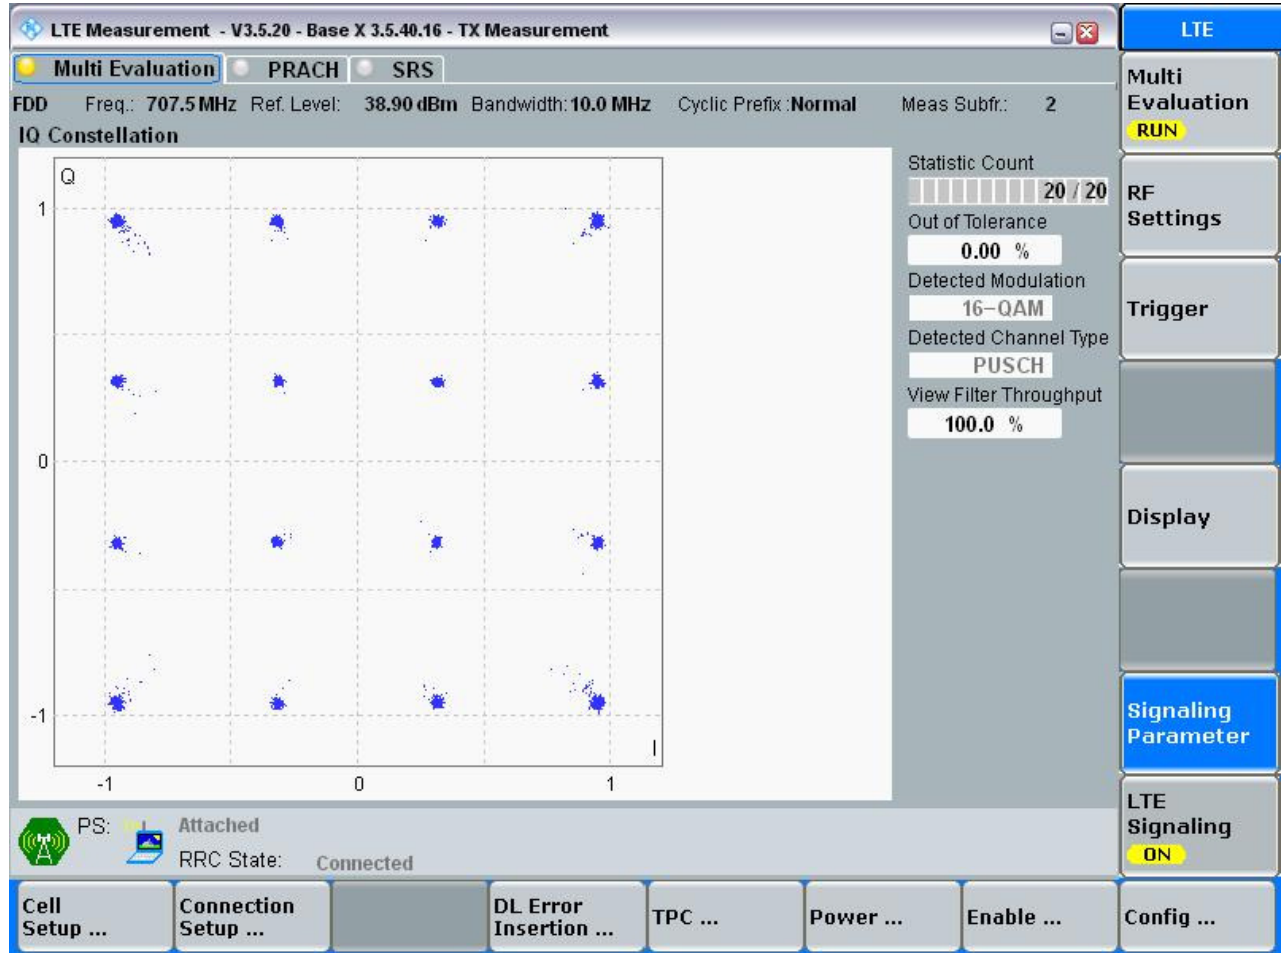 LTE Measurement - V3.5.20 - Base X 3.5.40.16 - TX Measurement
LTE
Multi Evaluation PRACH SRS
FDD Freq.: 707.5 MHz Ref. Level: 38.90 dBm Bandwidth: 10.0 MHz Cyclic Prefix : Normal Meas Subfr.: 2
IQ Constellation
Q
1
0
-1
-1 0 1
I
Statistic Count
20 / 20
Out of Tolerance
0.00 %
Detected Modulation
16-QAM
Detected Channel Type
PUSCH
View Filter Throughput
100.0 %
Multi
Evaluation
RUN
RF
Settings
Trigger
Display
Signaling
Parameter
LTE
Signaling
ON
PS: Attached
RRC State: Connected
Cell
Setup ...
Connection
Setup ...
DL Error
Insertion ...
TPC ...
Power ...
Enable ...
Config ...